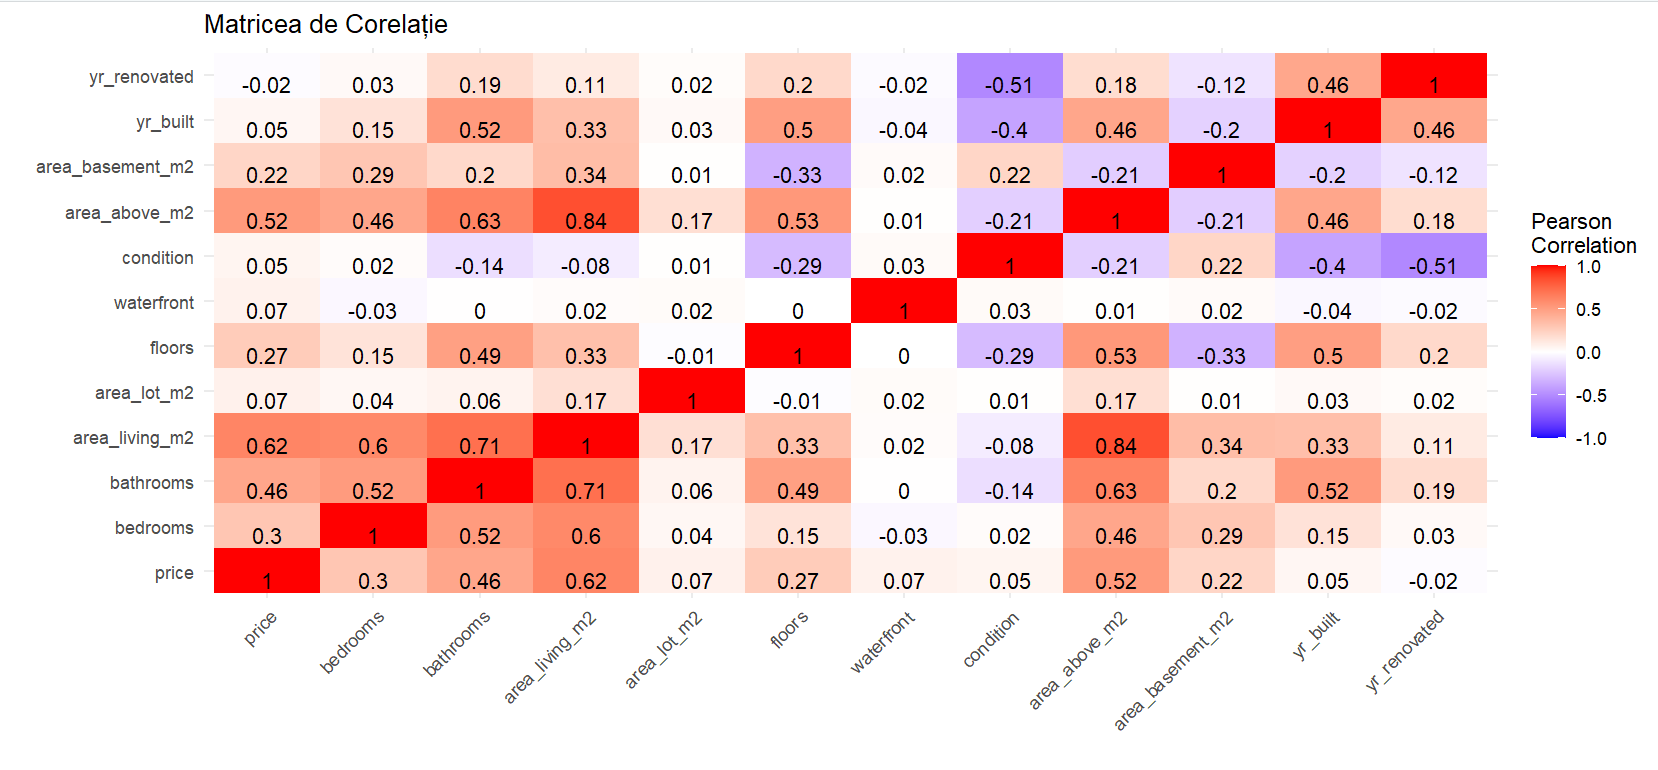 Matricea de Corelație
yr_renovated -0.02 0.03 0.19 0.11 0.02 0.2 -0.02 -0.51 0.18 -0.12 0.46 1
yr_built 0.05 0.15 0.52 0.33 0.03 0.5 -0.04 -0.4 0.46 -0.2 1 0.46
area_basement_m2 0.22 0.29 0.2 0.34 0.01 -0.33 0.02 0.22 -0.21 1 -0.2 -0.12
area_above_m2 0.52 0.46 0.63 0.84 0.17 0.53 0.01 -0.21 1 -0.21 0.46 0.18
condition 0.05 0.02 -0.14 -0.08 0.01 -0.29 0.03 1 -0.21 0.22 -0.4 -0.51
waterfront 0.07 -0.03 0 0.02 0.02 0 1 0.03 0.01 0.02 -0.04 -0.02
floors 0.27 0.15 0.49 0.33 -0.01 1 0 -0.29 0.53 -0.33 0.5 0.2
area_lot_m2 0.07 0.04 0.06 0.17 1 -0.01 0.02 0.01 0.17 0.01 0.03 0.02
area_living_m2 0.62 0.6 0.71 1 0.17 0.33 0.02 -0.08 0.84 0.34 0.33 0.11
bathrooms 0.46 0.52 1 0.71 0.06 0.49 0 -0.14 0.63 0.2 0.52 0.19
bedrooms 0.3 1 0.52 0.6 0.04 0.15 -0.03 0.02 0.46 0.29 0.15 0.03
price 1 0.3 0.46 0.62 0.07 0.27 0.07 0.05 0.52 0.22 0.05 -0.02
price bedrooms bathrooms area_living_m2 area_lot_m2 floors waterfront condition area_above_m2 area_basement_m2 yr_built yr_renovated
Pearson
Correlation
1.0
0.5
0.0
-0.5
-1.0